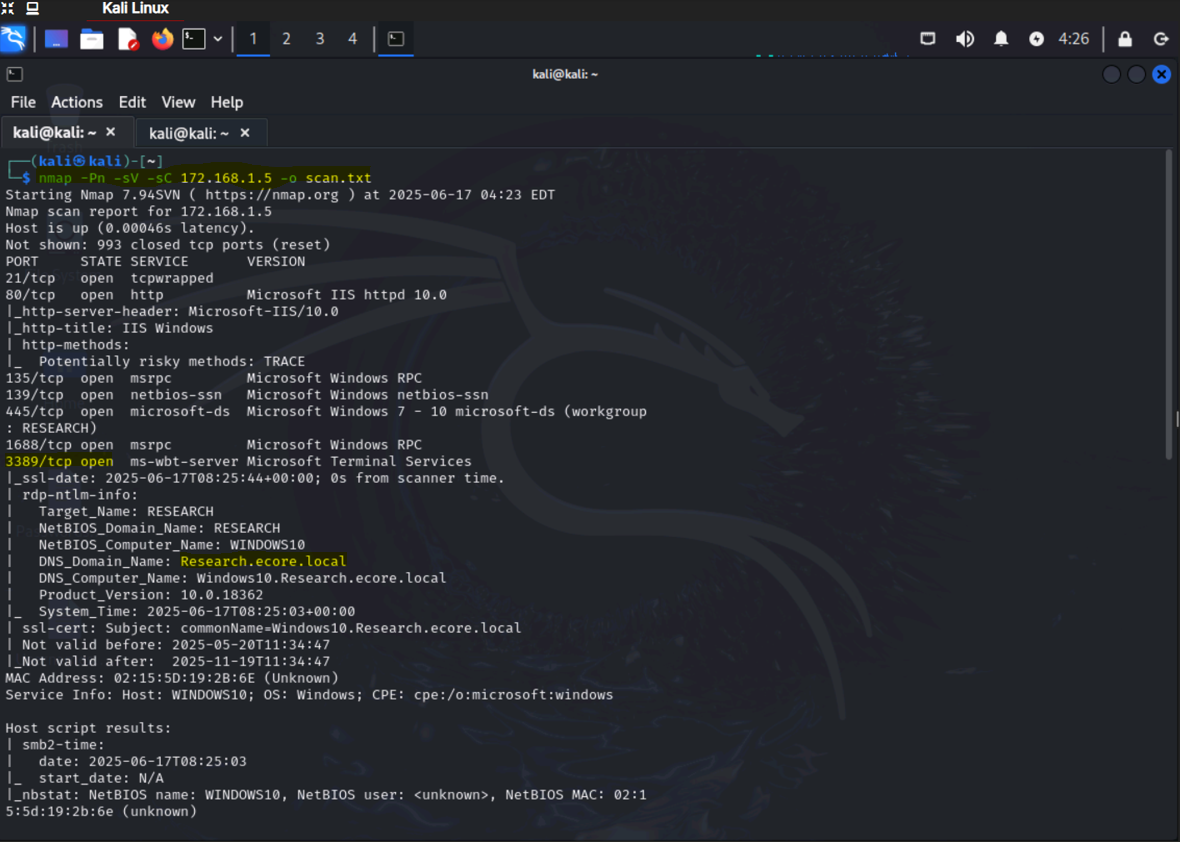 Kali Linux
1 2 3 4 4:26
kali@kali: ~
File Actions Edit View Help
kali@kali: ~ × kali@kali: ~ ×
┌──(kali㉿kali)-[~]
└─$ nmap -Pn -sV -sC 172.168.1.5 -o scan.txt
Starting Nmap 7.94SVN ( https://nmap.org ) at 2025-06-17 04:23 EDT
Nmap scan report for 172.168.1.5
Host is up (0.00046s latency).
Not shown: 993 closed tcp ports (reset)
PORT     STATE SERVICE       VERSION
21/tcp   open  tcpwrapped
80/tcp   open  http          Microsoft IIS httpd 10.0
|_http-server-header: Microsoft-IIS/10.0
|_http-title: IIS Windows
| http-methods:
|_  Potentially risky methods: TRACE
135/tcp  open  msrpc         Microsoft Windows RPC
139/tcp  open  netbios-ssn   Microsoft Windows netbios-ssn
445/tcp  open  microsoft-ds  Microsoft Windows 7 - 10 microsoft-ds (workgroup
: RESEARCH)
1688/tcp open  msrpc         Microsoft Windows RPC
3389/tcp open  ms-wbt-server Microsoft Terminal Services
|_ssl-date: 2025-06-17T08:25:44+00:00; 0s from scanner time.
| rdp-ntlm-info:
|   Target_Name: RESEARCH
|   NetBIOS_Domain_Name: RESEARCH
|   NetBIOS_Computer_Name: WINDOWS10
|   DNS_Domain_Name: Research.ecore.local
|   DNS_Computer_Name: Windows10.Research.ecore.local
|   Product_Version: 10.0.18362
|_  System_Time: 2025-06-17T08:25:03+00:00
| ssl-cert: Subject: commonName=Windows10.Research.ecore.local
| Not valid before: 2025-05-20T11:34:47
|_Not valid after:  2025-11-19T11:34:47
MAC Address: 02:15:5D:19:2B:6E (Unknown)
Service Info: Host: WINDOWS10; OS: Windows; CPE: cpe:/o:microsoft:windows
Host script results:
| smb2-time:
|   date: 2025-06-17T08:25:03
|_  start_date: N/A
|_nbstat: NetBIOS name: WINDOWS10, NetBIOS user: <unknown>, NetBIOS MAC: 02:1
5:5d:19:2b:6e (unknown)